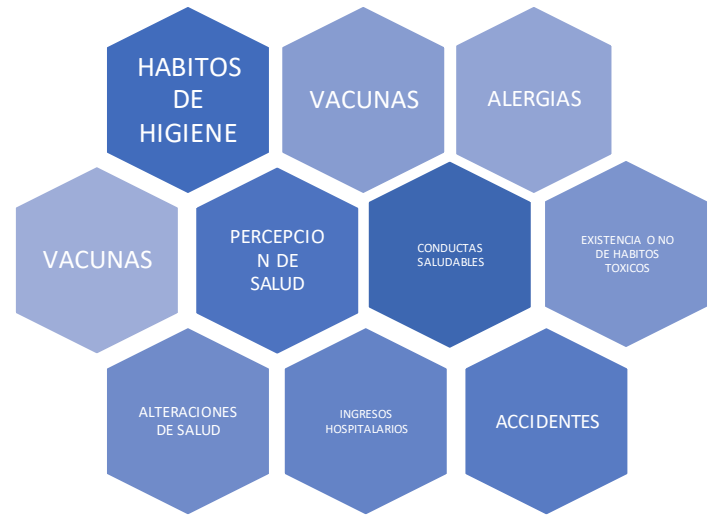 HABITOS
DE
HIGIENE
VACUNAS
ALERGIAS
VACUNAS
PERCEPCIO
N DE
SALUD
CONDUCTAS
SALUDABLES
EXISTENCIA O NO
DE HABITOS
TOXICOS
ALTERACIONES
DE SALUD
INGRESOS
HOSPITALARIOS
ACCIDENTES